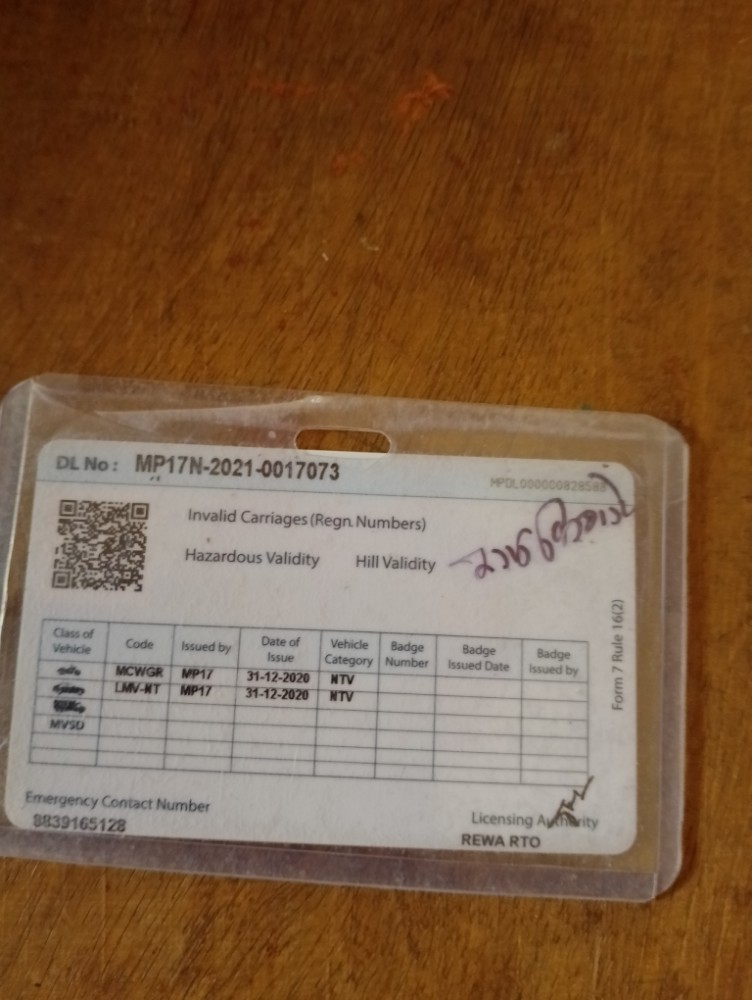 DL No : MP17N-2021-0017073
MPDL000000828588
Invalid Carriages (Regn. Numbers)
Hazardous Validity Hill Validity
Form 7 Rule 16(2)
Class of Vehicle Code Issued by Date of Issue Vehicle Category Badge Number Badge Issued Date Badge Issued by
MCWGR MP17 31-12-2020 NTV
LMV-NT MP17 31-12-2020 NTV
MVSD
Emergency Contact Number
8839165128
Licensing Authority
REWA RTO